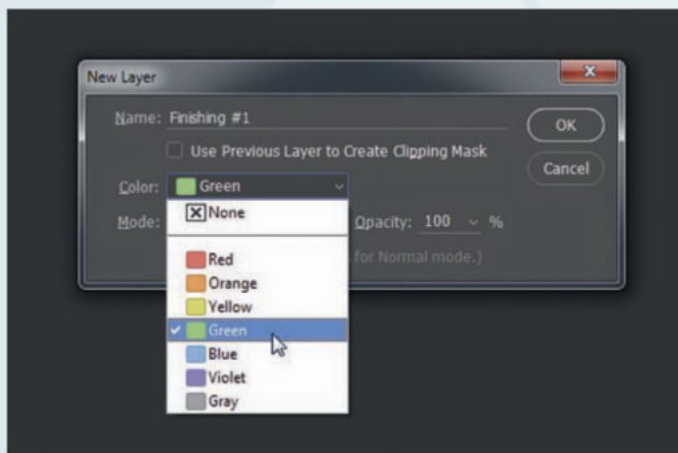 New Layer
Name: Finishing #1
OK
Use Previous Layer to Create Clipping Mask
Cancel
Color: Green
None
Mode: Opacity: 100 %
Red
for Normal mode.)
Orange
Yellow
Green
Blue
Violet
Gray